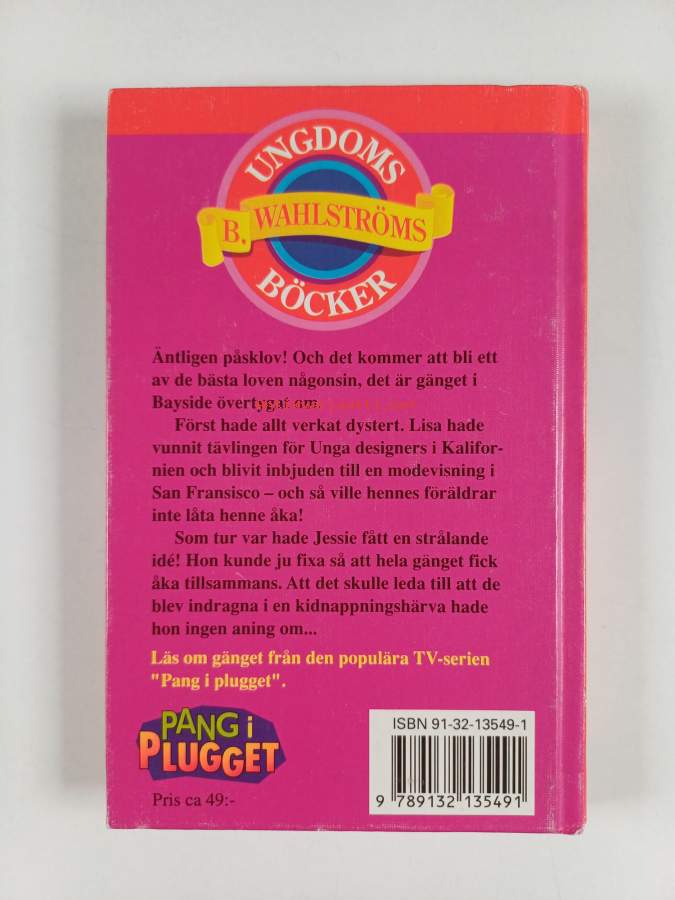 UNGDOMS
B. WAHLSTRÖMS
BÖCKER
Äntligen påsklov! Och det kommer att bli ett
av de bästa loven någonsin, det är gänget i
Bayside övertygat om.
Först hade allt verkat dystert. Lisa hade
vunnit tävlingen för Unga designers i Kalifor-
nien och blivit inbjuden till en modevisning i
San Fransisco – och så ville hennes föräldrar
inte låta henne åka!
Som tur var hade Jessie fått en strålande
idé! Hon kunde ju fixa så att hela gänget fick
åka tillsammans. Att det skulle leda till att de
blev indragna i en kidnappningshärva hade
hon ingen aning om...
Läs om gänget från den populära TV-serien
"Pang i plugget".
PANG i
PLUGGET
Pris ca 49:-
ISBN 91-32-13549-1
9 789132 135491